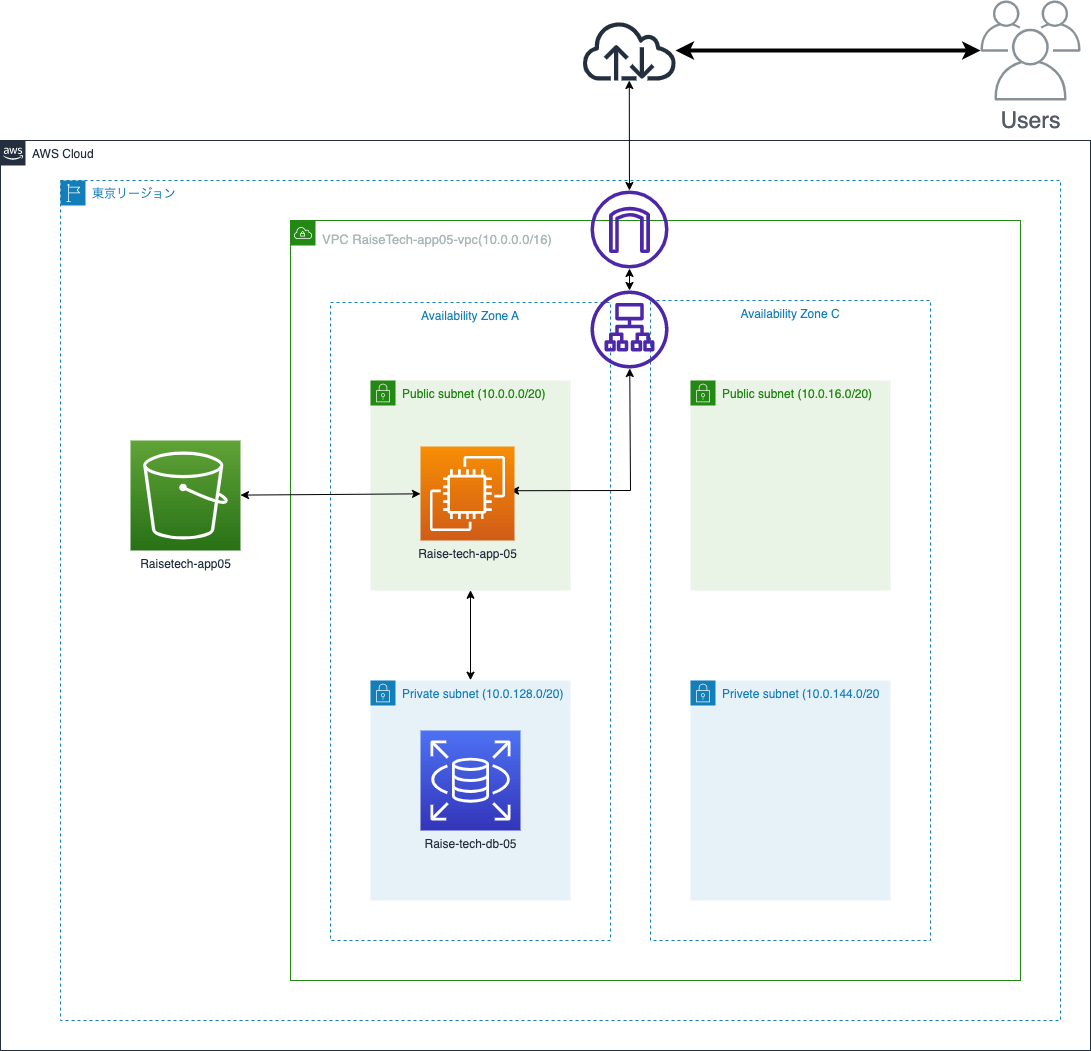 Users
aws
AWS Cloud
東京リージョン
VPC RaiseTech-app05-vpc(10.0.0.0/16)
Availability Zone A
Availability Zone C
Public subnet (10.0.0.0/20)
Public subnet (10.0.16.0/20)
Raisetech-app05
Raise-tech-app-05
Private subnet (10.0.128.0/20)
Privete subnet (10.0.144.0/20
Raise-tech-db-05